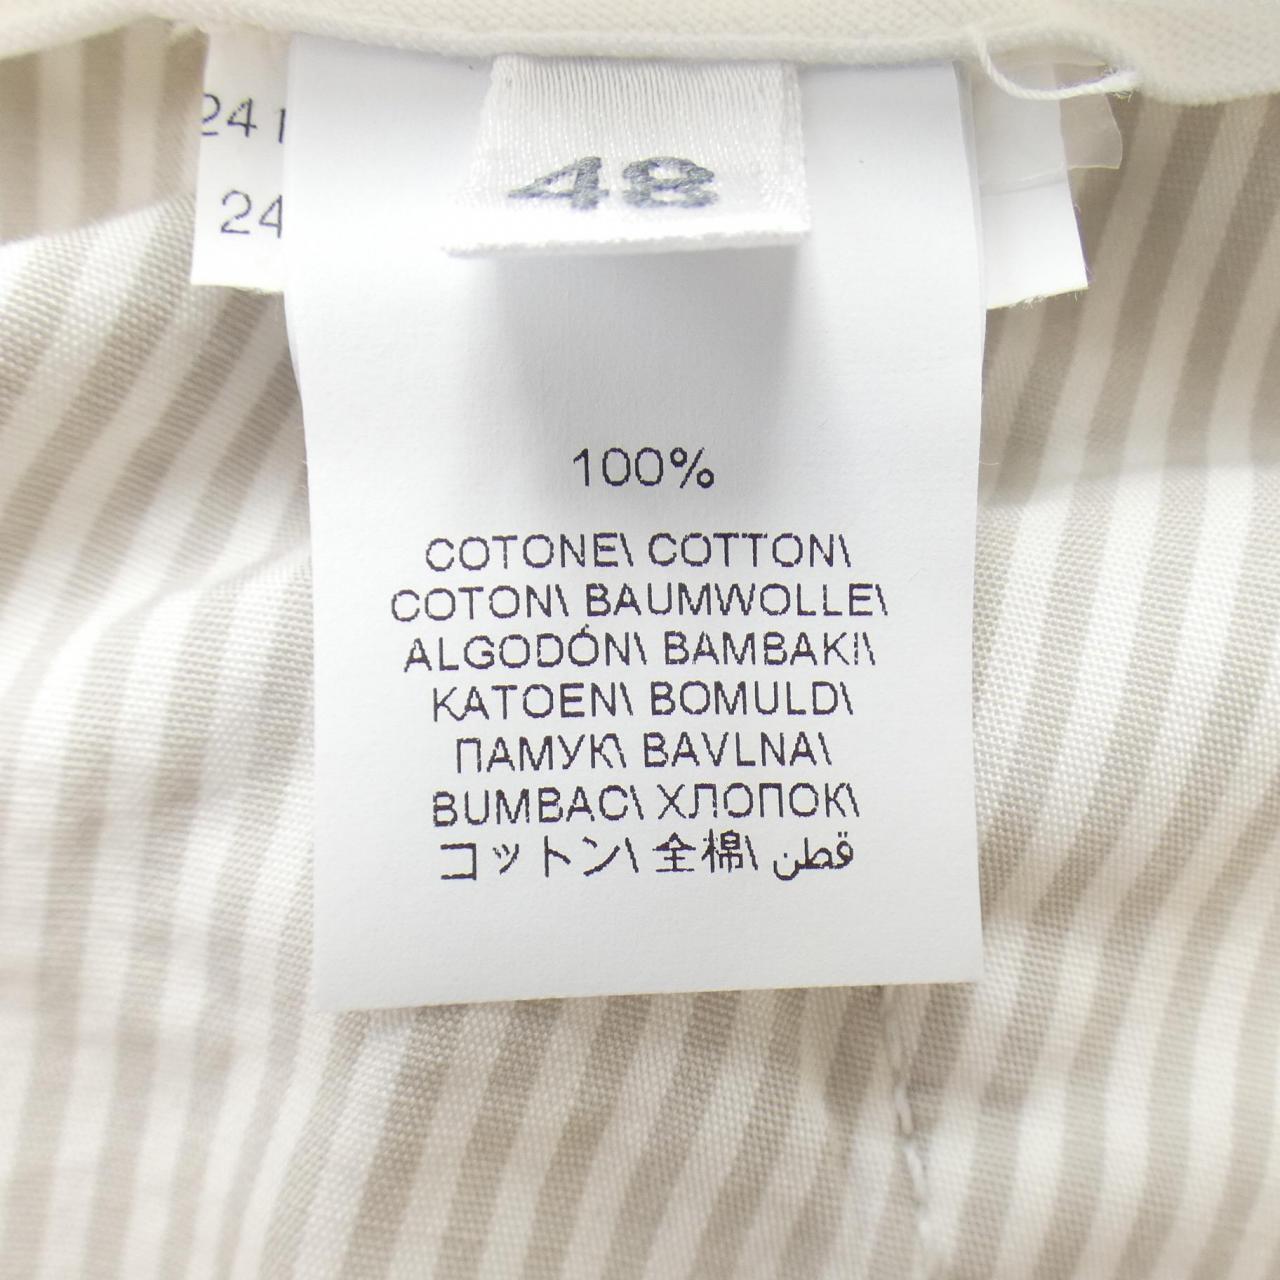 24
24
48
100%
COTONE\ COTTON\
COTON\ BAUMWOLLE\
ALGODÓN\ BAMBAKI\
KATOEN\ BOMULD\
ПАМУК\ BAVLNA\
BUMBAC\ ХЛОПОК\
コットン\ 全棉\ قطن